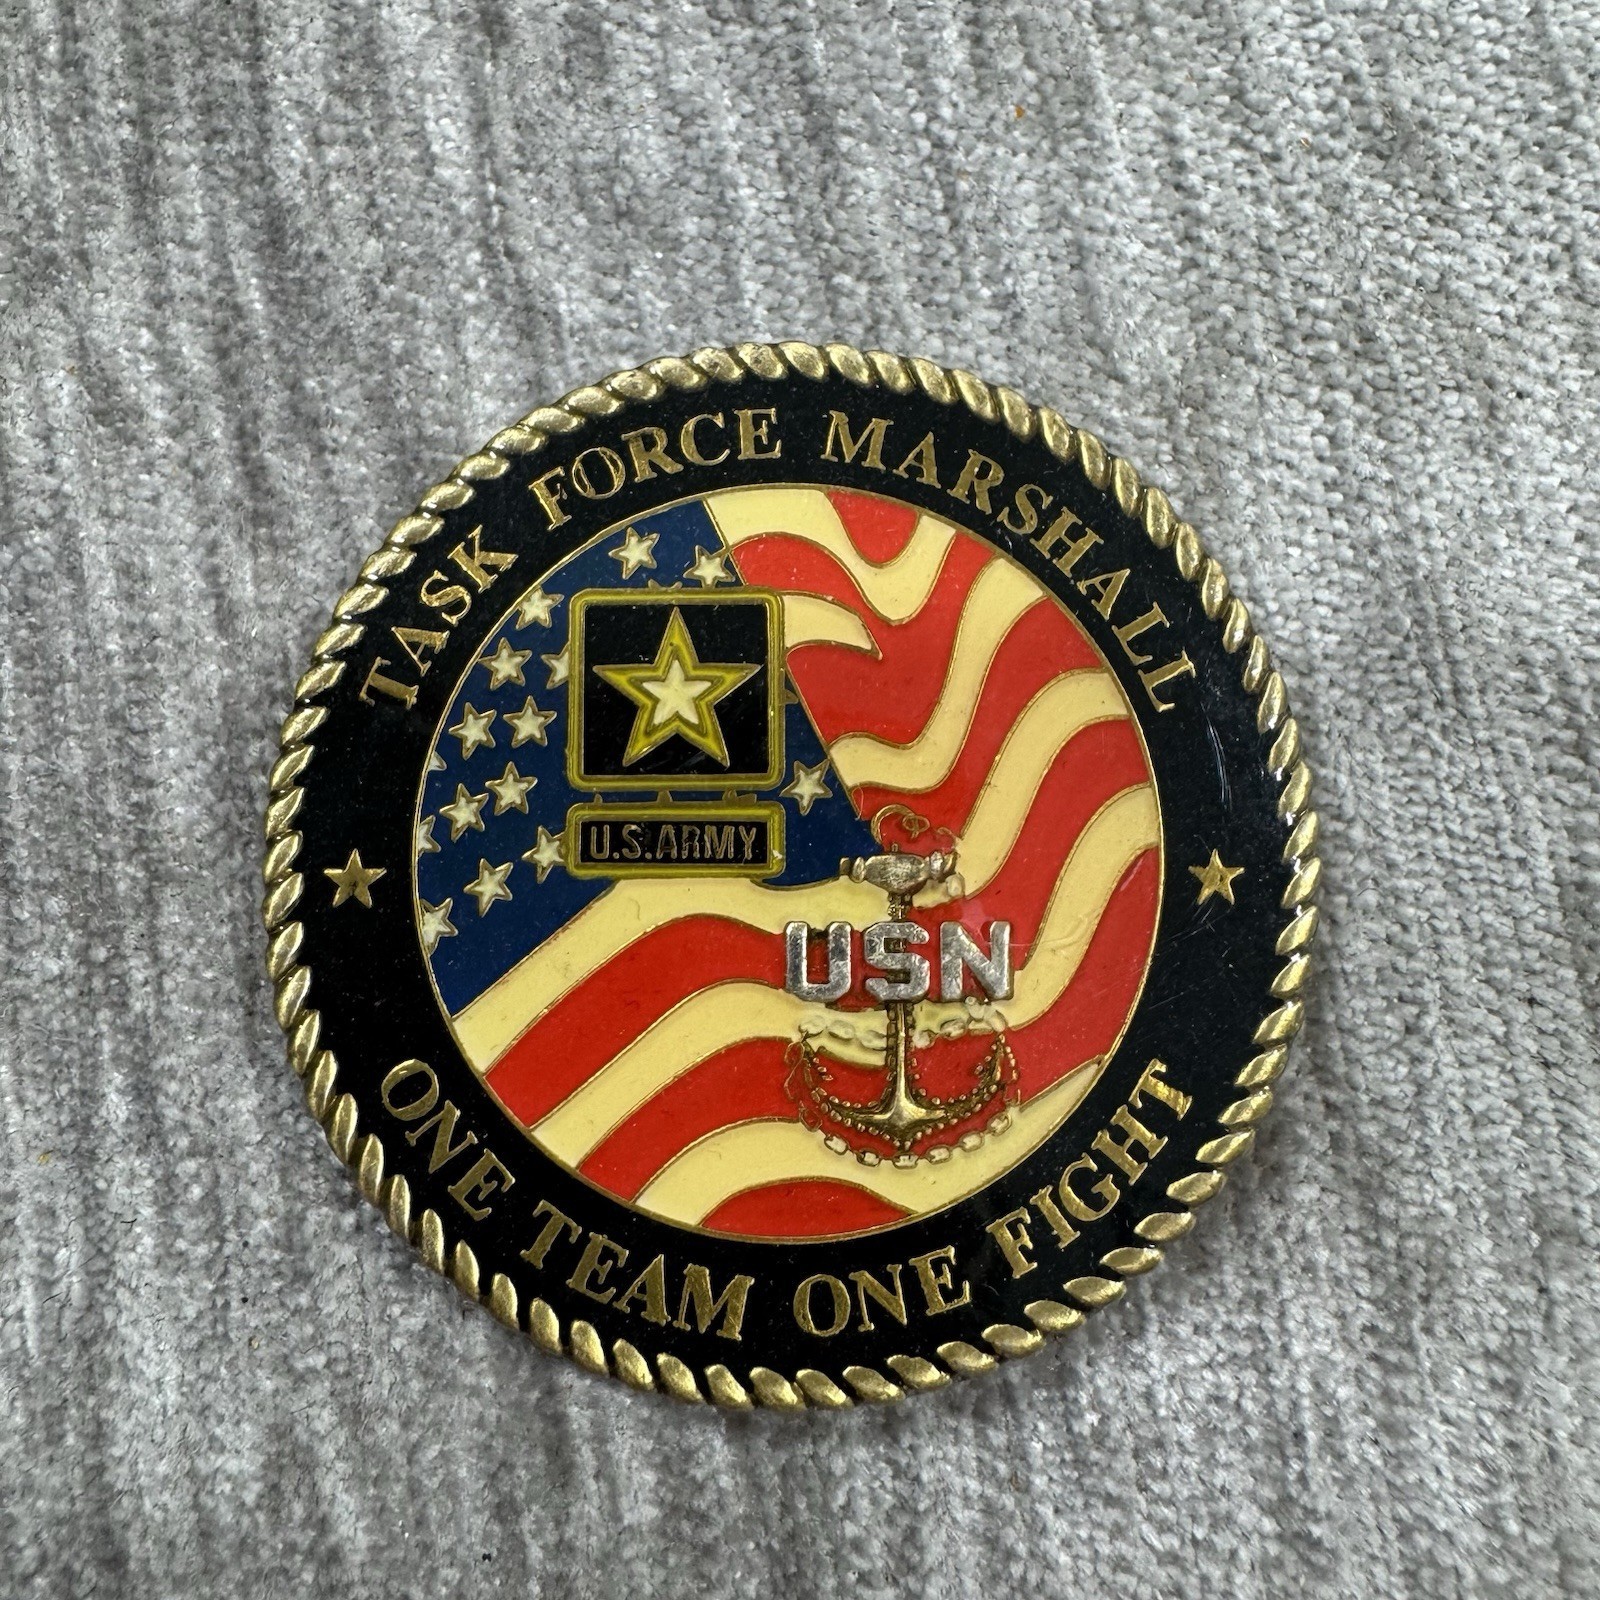 TASK FORCE MARSHALL
U.S.ARMY
USN
ONE TEAM ONE FIGHT